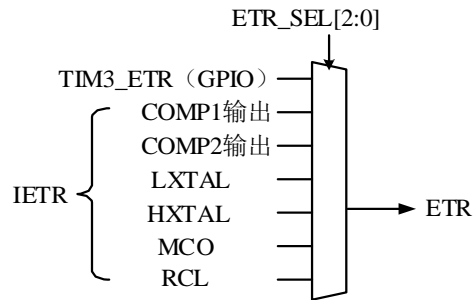 ETR_SEL[2:0]
TIM3_ETR（GPIO）
COMP1输出
COMP2输出
LXTAL
IETR
HXTAL
ETR
MCO
RCL